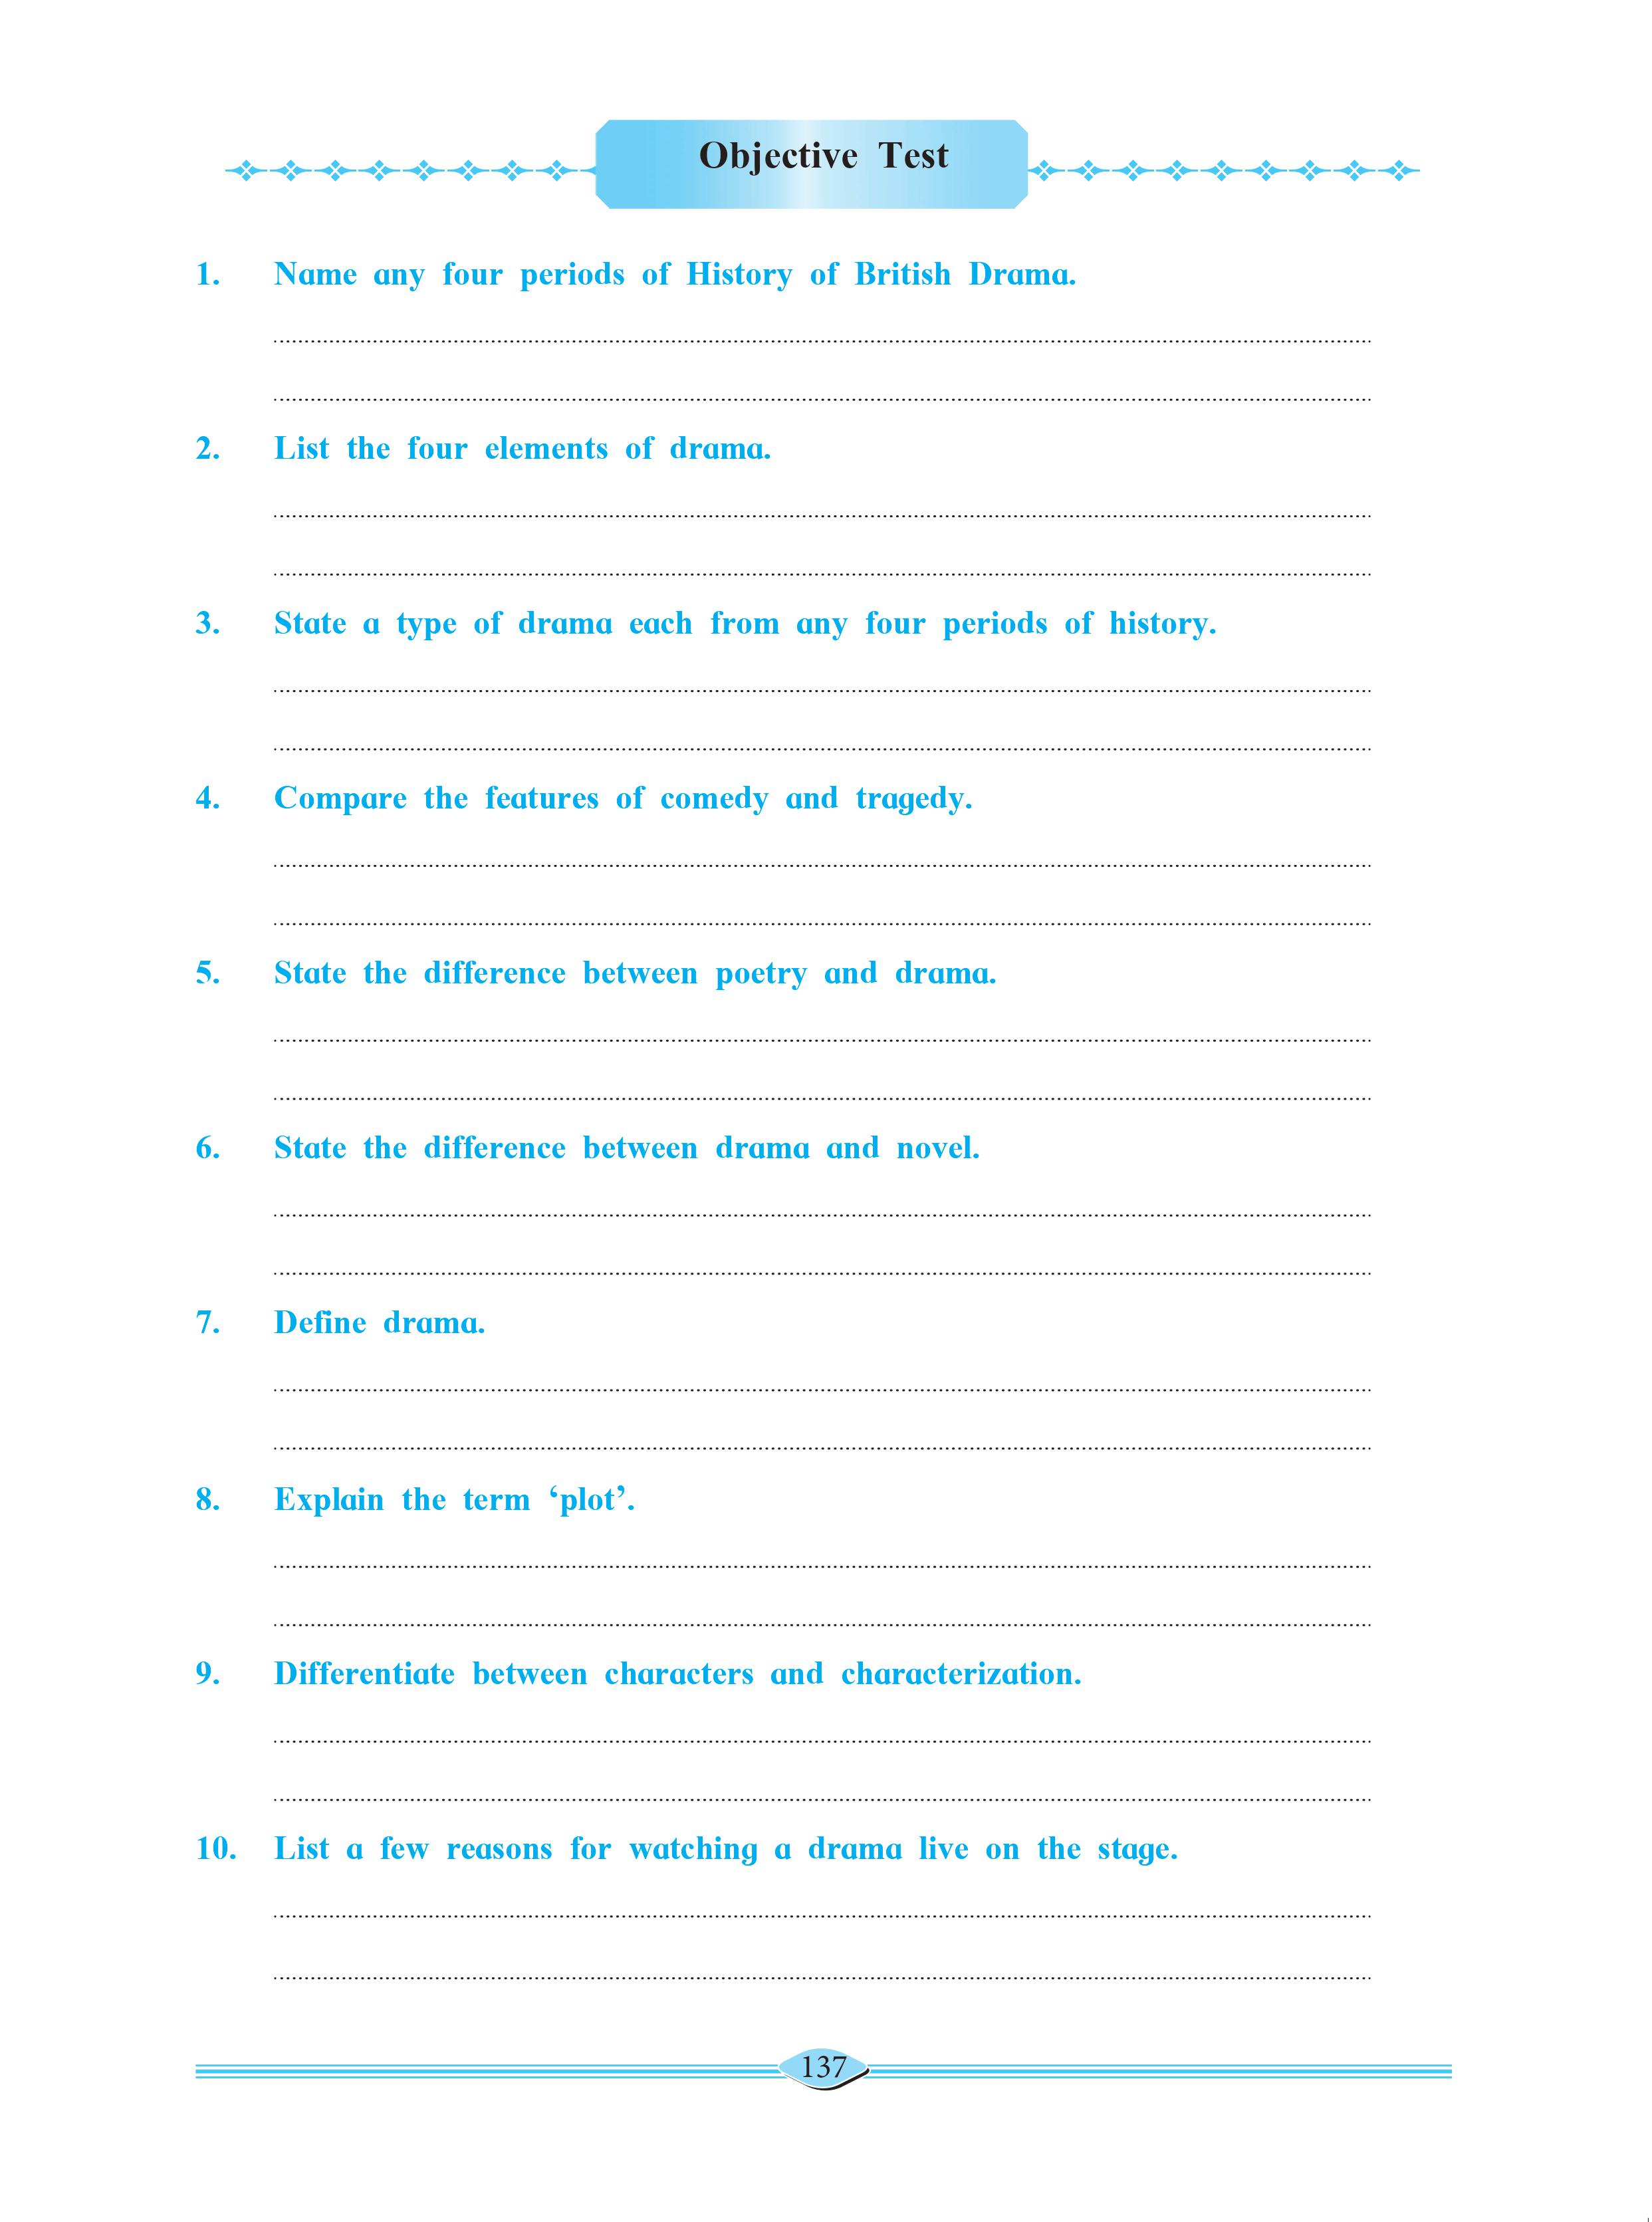 Objective Test
1. Name any four periods of History of British Drama.
2. List the four elements of drama.
3. State a type of drama each from any four periods of history.
4. Compare the features of comedy and tragedy.
5. State the difference between poetry and drama.
6. State the difference between drama and novel.
7. Define drama.
8. Explain the term ‘plot’.
9. Differentiate between characters and characterization.
10. List a few reasons for watching a drama live on the stage.
137